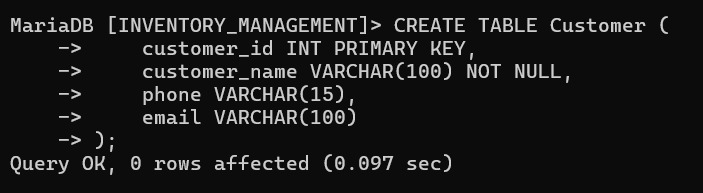 MariaDB [INVENTORY_MANAGEMENT]> CREATE TABLE Customer (
    ->     customer_id INT PRIMARY KEY,
    ->     customer_name VARCHAR(100) NOT NULL,
    ->     phone VARCHAR(15),
    ->     email VARCHAR(100)
    -> );
Query OK, 0 rows affected (0.097 sec)